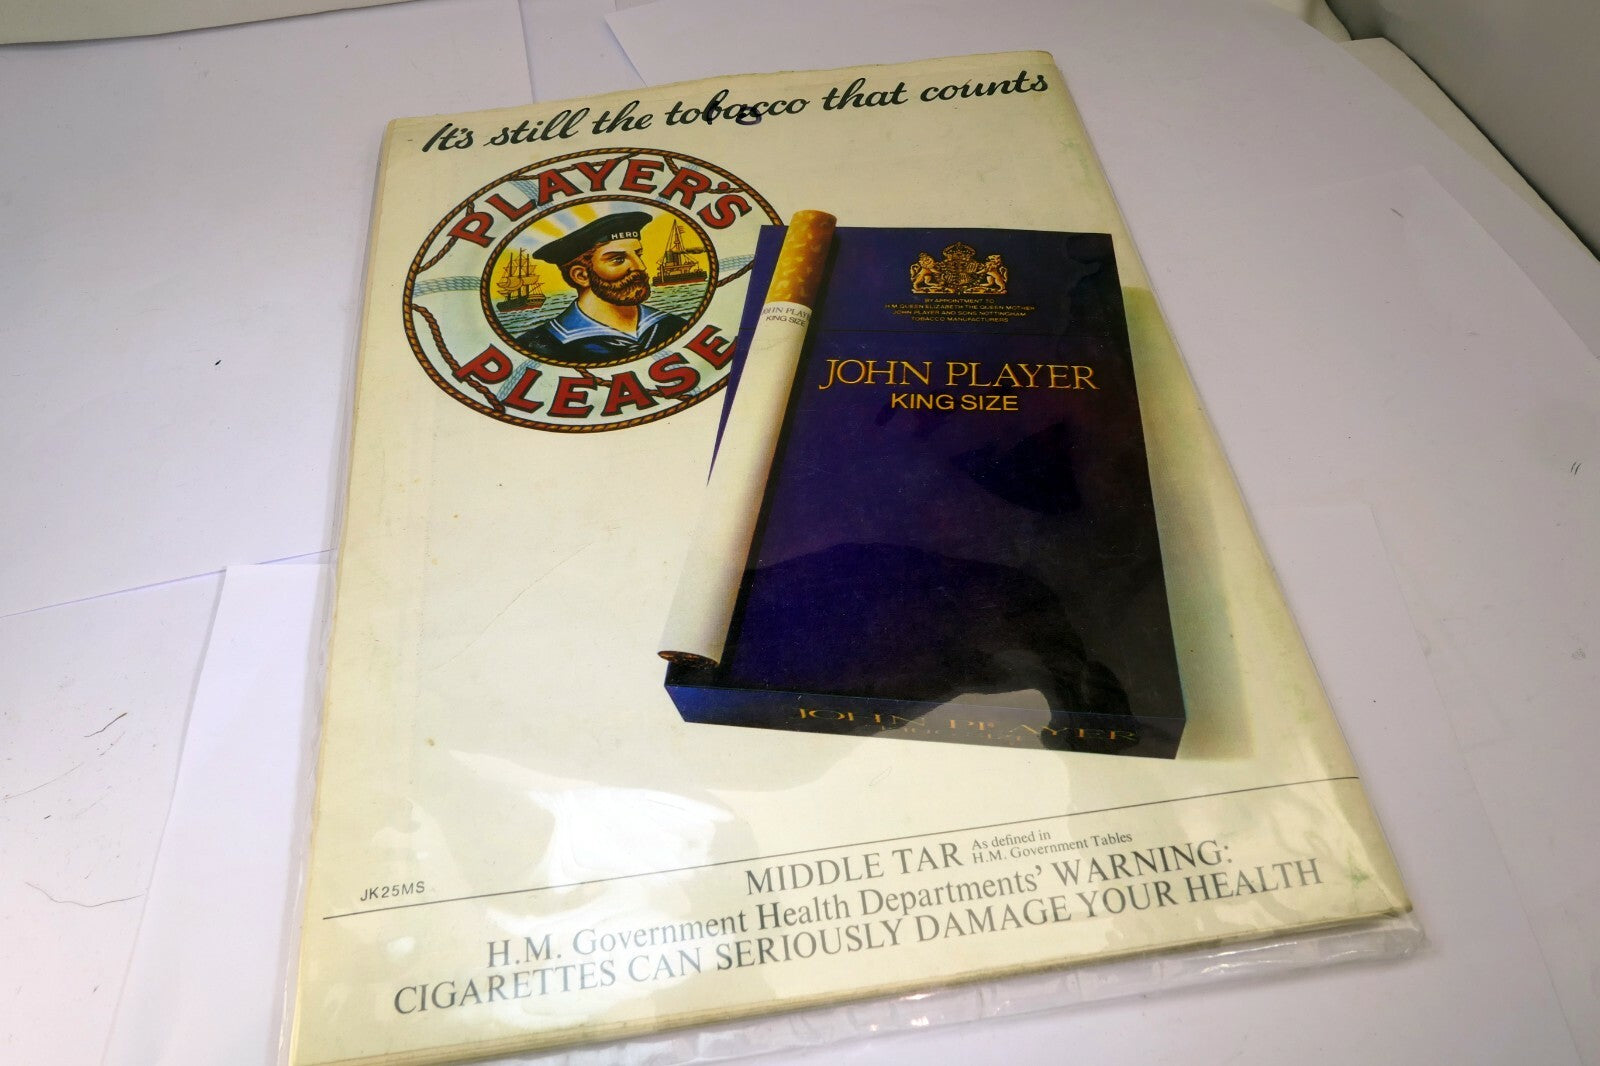 It's still the tobacco that counts
PLAYER'S
HERO
PLEASE
JOHN PLAYER
KING SIZE
BY APPOINTMENT TO
H.M. QUEEN ELIZABETH THE QUEEN MOTHER
JOHN PLAYER AND SONS NOTTINGHAM
TOBACCO MANUFACTURERS
JOHN PLAYER
KING SIZE
JOHN PLAYER
MIDDLE TAR As defined in
H.M. Government Tables
JK25MS
H.M. Government Health Departments' WARNING:
CIGARETTES CAN SERIOUSLY DAMAGE YOUR HEALTH